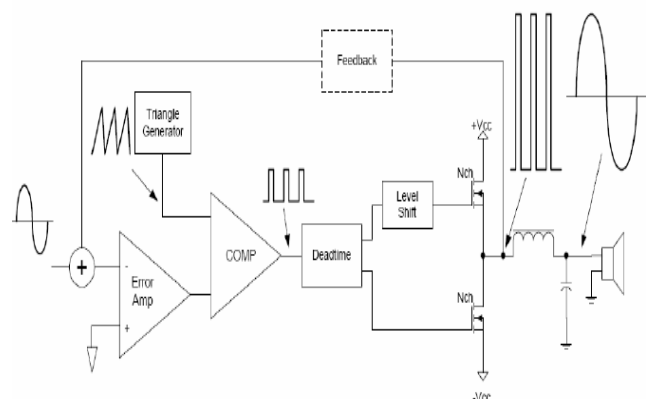 Feedback
Triangle
Generator
+Vcc
Nch
Level
Shift
COMP
Deadtime
+
-
Error
Amp
+
Nch
-Vcc